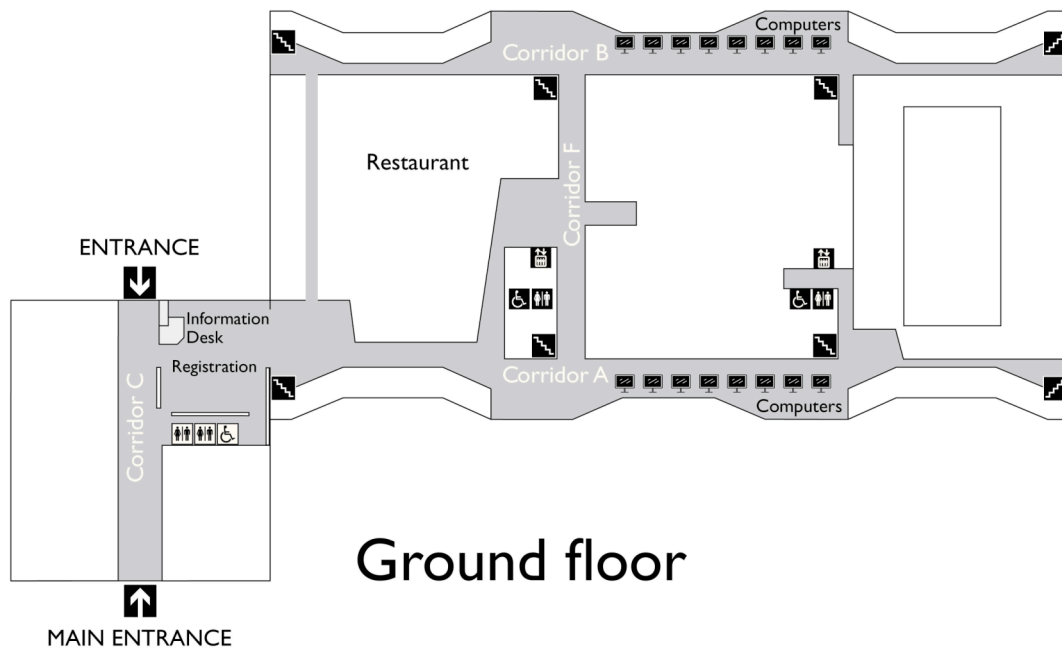 Computers
Corridor B
Restaurant
Corridor F
ENTRANCE
Information
Desk
Registration
Corridor C
Corridor A
Computers
Ground floor
MAIN ENTRANCE